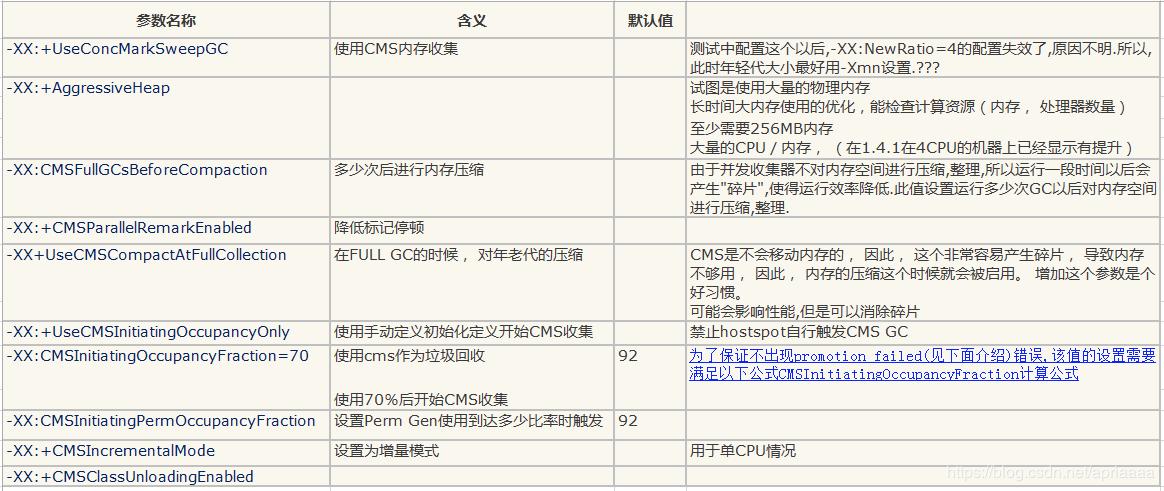 参数名称 含义 默认值
-XX:+UseConcMarkSweepGC 使用CMS内存收集 测试中配置这个以后,-XX:NewRatio=4的配置失效了,原因不明.所以,
此时年轻代大小最好用-Xmn设置.???
-XX:+AggressiveHeap 试图是使用大量的物理内存
长时间大内存使用的优化，能检查计算资源（内存， 处理器数量）
至少需要256MB内存
大量的CPU／内存， （在1.4.1在4CPU的机器上已经显示有提升）
-XX:CMSFullGCsBeforeCompaction 多少次后进行内存压缩 由于并发收集器不对内存空间进行压缩,整理,所以运行一段时间以后会
产生"碎片",使得运行效率降低.此值设置运行多少次GC以后对内存空间
进行压缩,整理.
-XX:+CMSParallelRemarkEnabled 降低标记停顿
-XX+UseCMSCompactAtFullCollection 在FULL GC的时候， 对年老代的压缩 CMS是不会移动内存的， 因此， 这个非常容易产生碎片， 导致内存
不够用， 因此， 内存的压缩这个时候就会被启用。 增加这个参数是个
好习惯。
可能会影响性能,但是可以消除碎片
-XX:+UseCMSInitiatingOccupancyOnly 使用手动定义初始化定义开始CMS收集 禁止hostspot自行触发CMS GC
-XX:CMSInitiatingOccupancyFraction=70 使用cms作为垃圾回收 92 为了保证不出现promotion failed(见下面介绍)错误,该值的设置需要
满足以下公式CMSInitiatingOccupancyFraction计算公式
使用70％后开始CMS收集
-XX:CMSInitiatingPermOccupancyFraction 设置Perm Gen使用到达多少比率时触发 92
-XX:+CMSIncrementalMode 设置为增量模式 用于单CPU情况
-XX:+CMSClassUnloadingEnabled
https://blog.csdn.net/apriaaaa